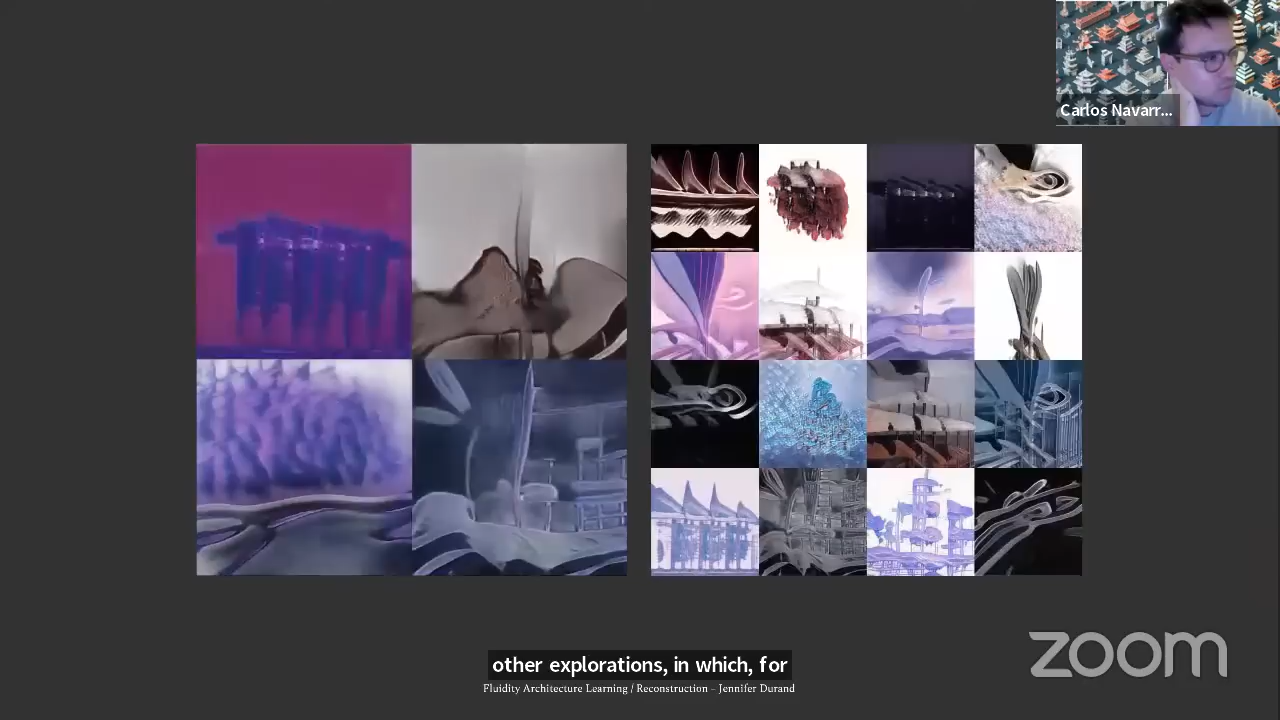 Carlos Navarr...
other explorations, in which, for
Fluidity Architecture Learning / Reconstruction – Jennifer Durand
zoom